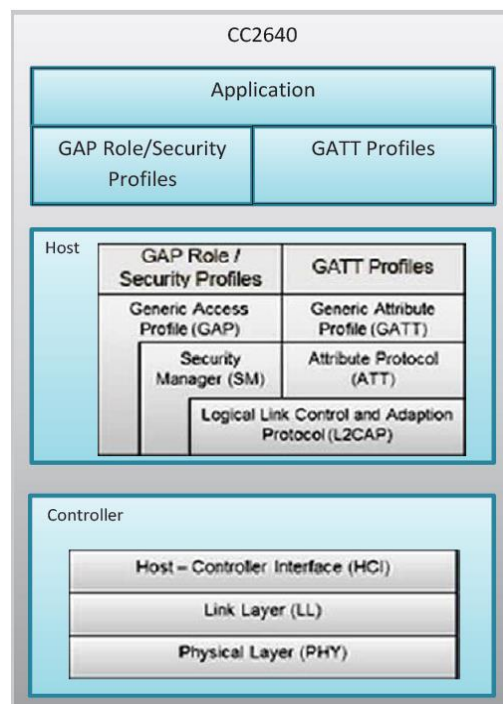 CC2640
Application
GAP Role/Security
Profiles
GATT Profiles
Host
GAP Role /
Security Profiles
GATT Profiles
Generic Access
Profile (GAP)
Generic Attribute
Profile (GATT)
Security
Manager (SM)
Attribute Protocol
(ATT)
Logical Link Control and Adaption
Protocol (L2CAP)
Controller
Host – Controller Interface (HCI)
Link Layer (LL)
Physical Layer (PHY)